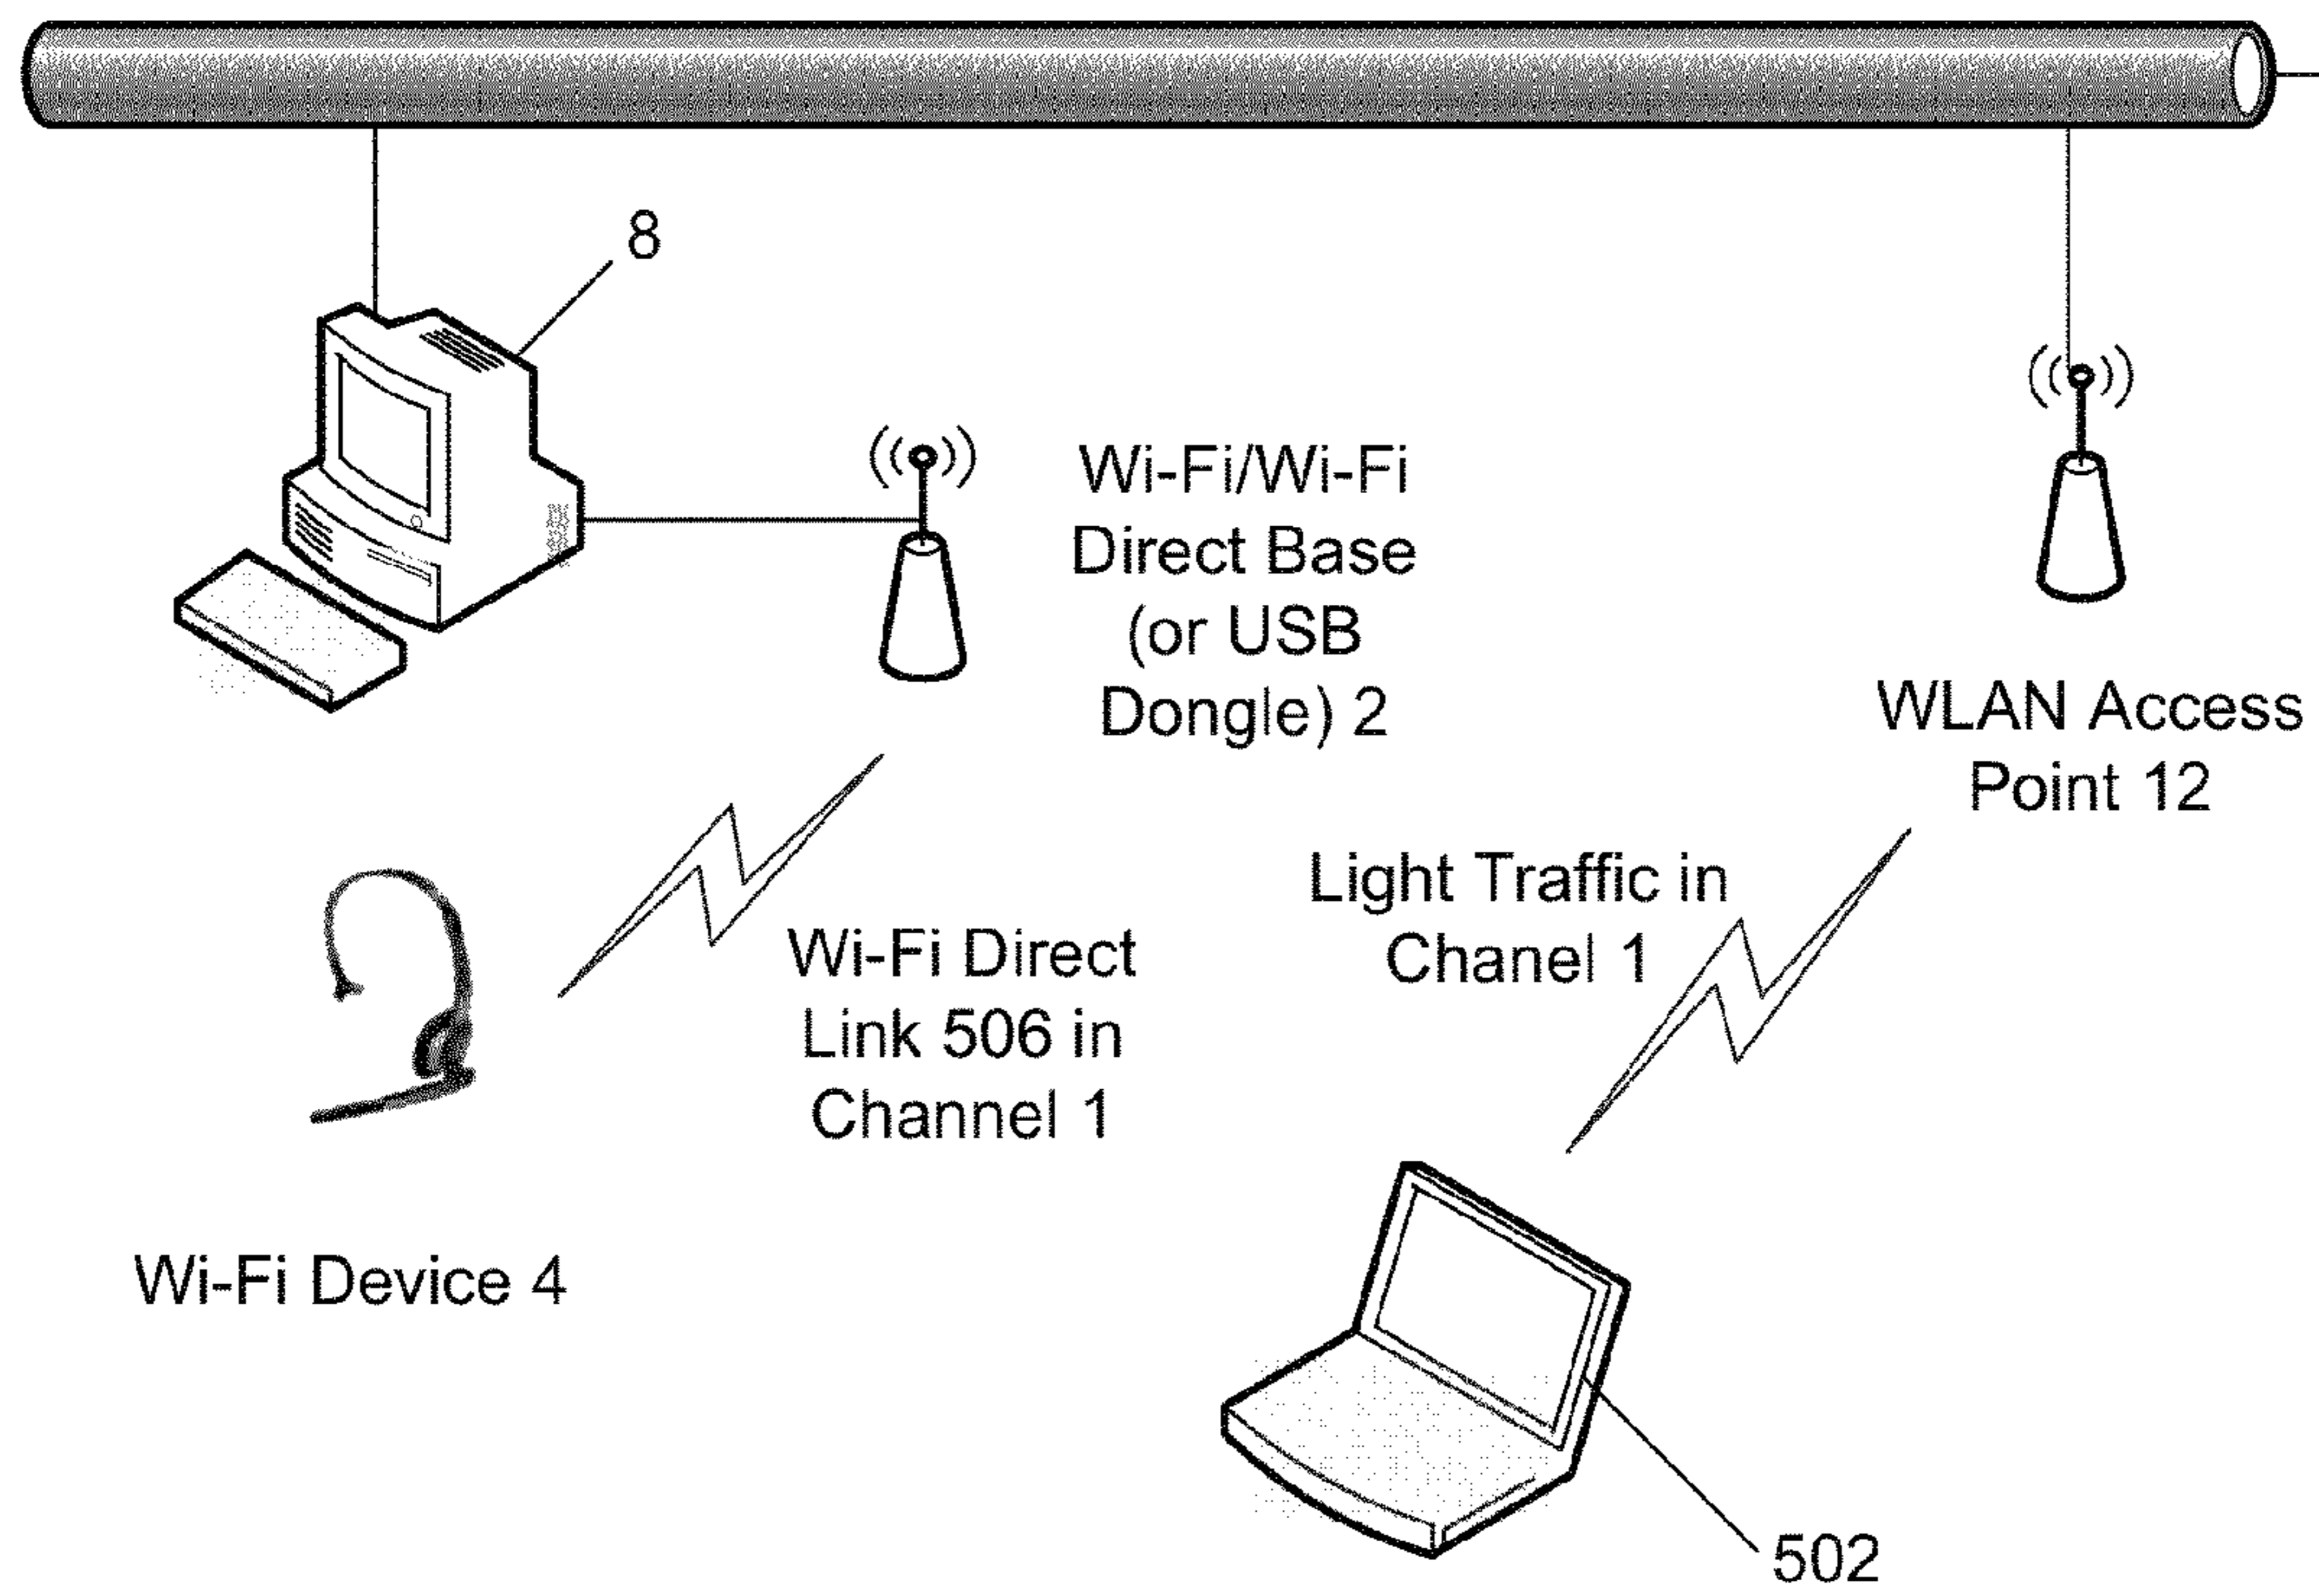 8
Wi-Fi/Wi-Fi
Direct Base
(or USB
Dongle) 2
WLAN Access
Point 12
Light Traffic in
Chanel 1
Wi-Fi Direct
Link 506 in
Channel 1
Wi-Fi Device 4
502